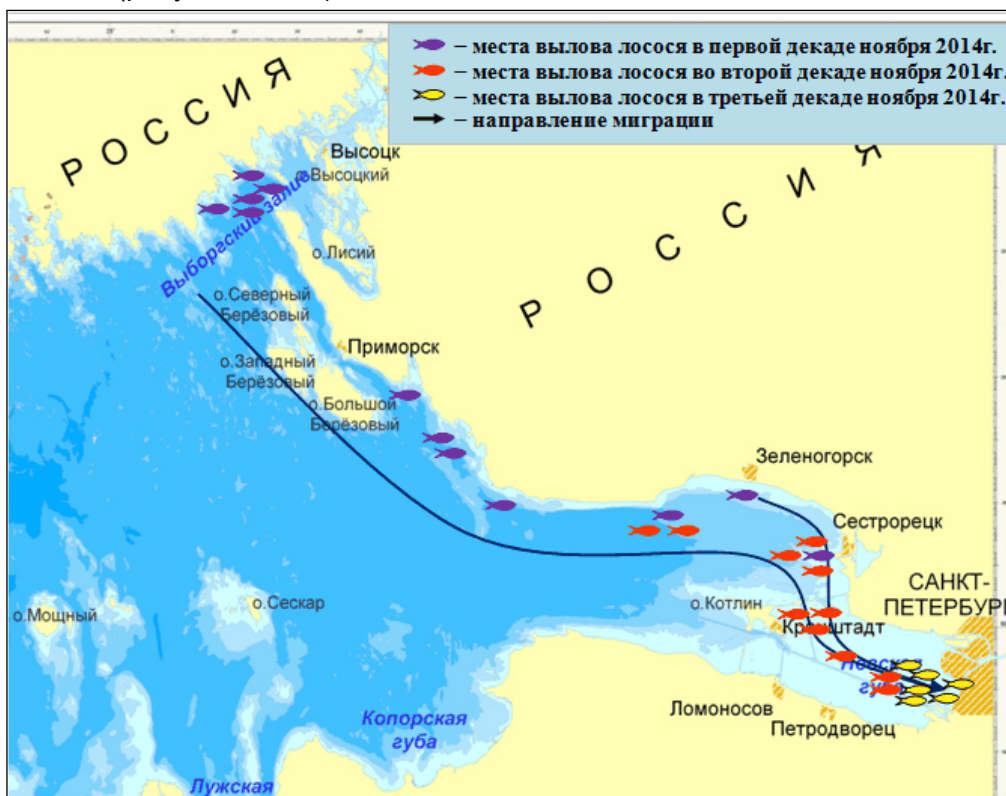 – места вылова лосося в первой декаде ноября 2014г.
– места вылова лосося во второй декаде ноября 2014г.
– места вылова лосося в третьей декаде ноября 2014г.
– направление миграции
РОССИЯ
Высоцк
о.Высоцкий
Выборгский залив
о.Лисий
РОССИЯ
о.Северный
Берёзовый
Приморск
о.Западный
Берёзовый
о.Большой
Берёзовый
Зеленогорск
Сестрорецк
САНКТ-
ПЕТЕРБУРГ
о.Мощный
о.Сескар
о.Котлин
Кронштадт
Невская
губа
Ломоносов
Петродворец
Копорская
губа
Лужская